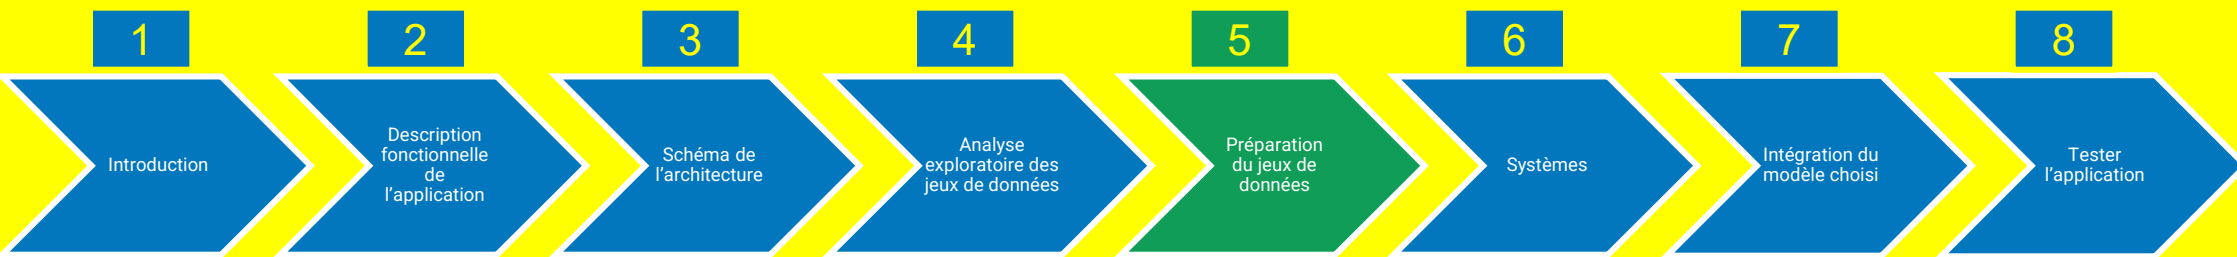 1
2
3
4
5
6
7
8
Introduction
Description
fonctionnelle
de
l'application
Schéma de
l'architecture
Analyse
exploratoire des
jeux de données
Préparation
du jeux de
données
Systèmes
Intégration du
modèle choisi
Tester
l'application